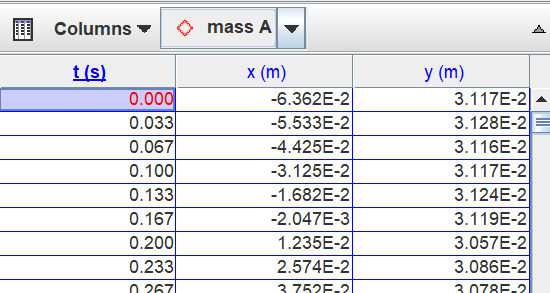 Columns mass A
t (s) x (m) y (m)
0.000 -6.362E-2 3.117E-2
0.033 -5.533E-2 3.128E-2
0.067 -4.425E-2 3.116E-2
0.100 -3.125E-2 3.117E-2
0.133 -1.682E-2 3.124E-2
0.167 -2.047E-3 3.119E-2
0.200 1.235E-2 3.057E-2
0.233 2.574E-2 3.086E-2
0.267 3.752E-2 3.078E-2